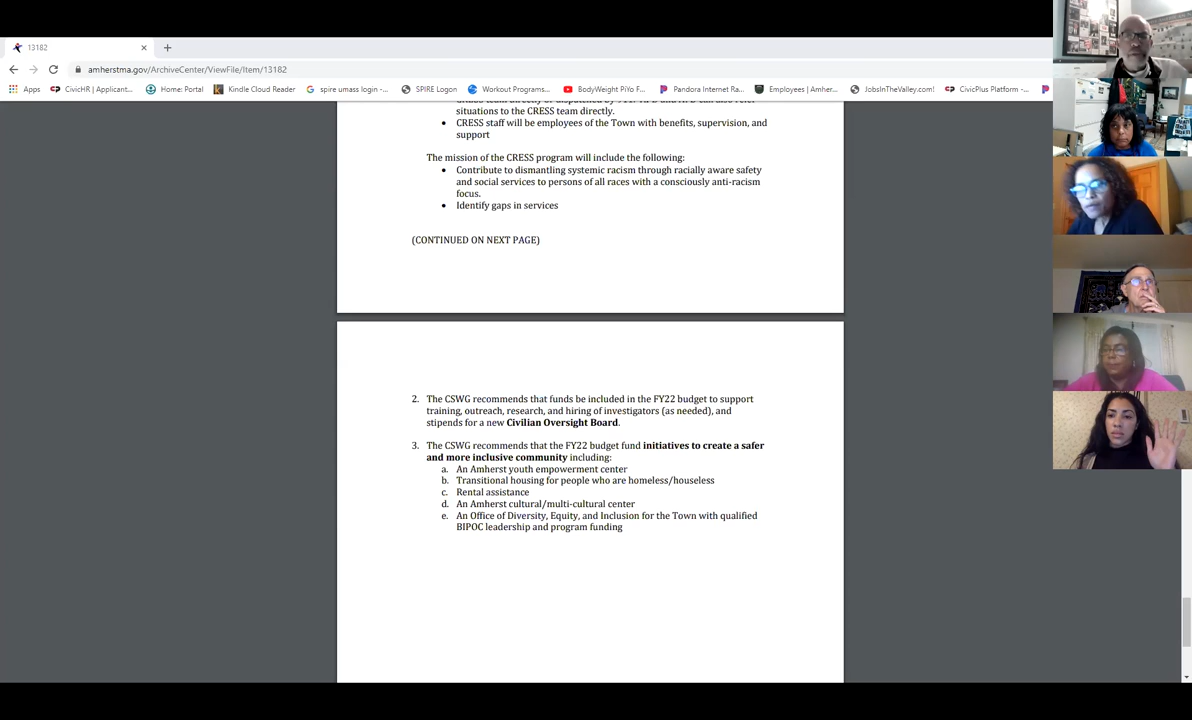 13182
amherstma.gov/ArchiveCenter/ViewFile/Item/13182
Apps CivicHR | Applicant... Home: Portal Kindle Cloud Reader spire umass login -... SPIRE Logon Workout Programs... BodyWeight PiYo F... Pandora Internet Ra... Employees | Amher... JobsInTheValley.com! CivicPlus Platform -...
situations to the CRESS team directly.
• CRESS staff will be employees of the Town with benefits, supervision, and
support
The mission of the CRESS program will include the following:
• Contribute to dismantling systemic racism through racially aware safety
and social services to persons of all races with a consciously anti-racism
focus.
• Identify gaps in services
(CONTINUED ON NEXT PAGE)
2. The CSWG recommends that funds be included in the FY22 budget to support
training, outreach, research, and hiring of investigators (as needed), and
stipends for a new Civilian Oversight Board.
3. The CSWG recommends that the FY22 budget fund initiatives to create a safer
and more inclusive community including:
a. An Amherst youth empowerment center
b. Transitional housing for people who are homeless/houseless
c. Rental assistance
d. An Amherst cultural/multi-cultural center
e. An Office of Diversity, Equity, and Inclusion for the Town with qualified
BIPOC leadership and program funding